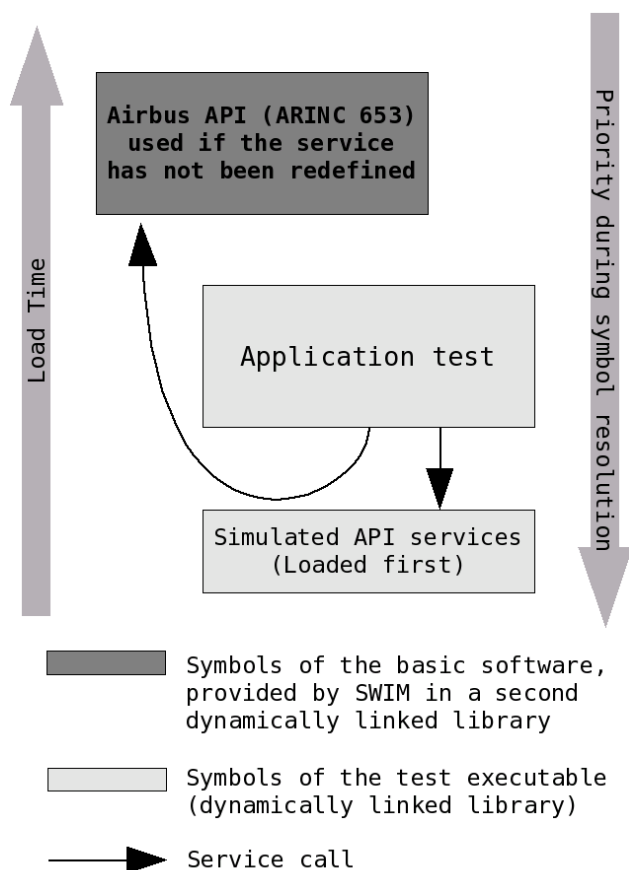 Airbus API (ARINC 653)
used if the service
has not been redefined
Load Time
Priority during symbol resolution
Application test
Simulated API services
(Loaded first)
Symbols of the basic software,
provided by SWIM in a second
dynamically linked library
Symbols of the test executable
(dynamically linked library)
Service call